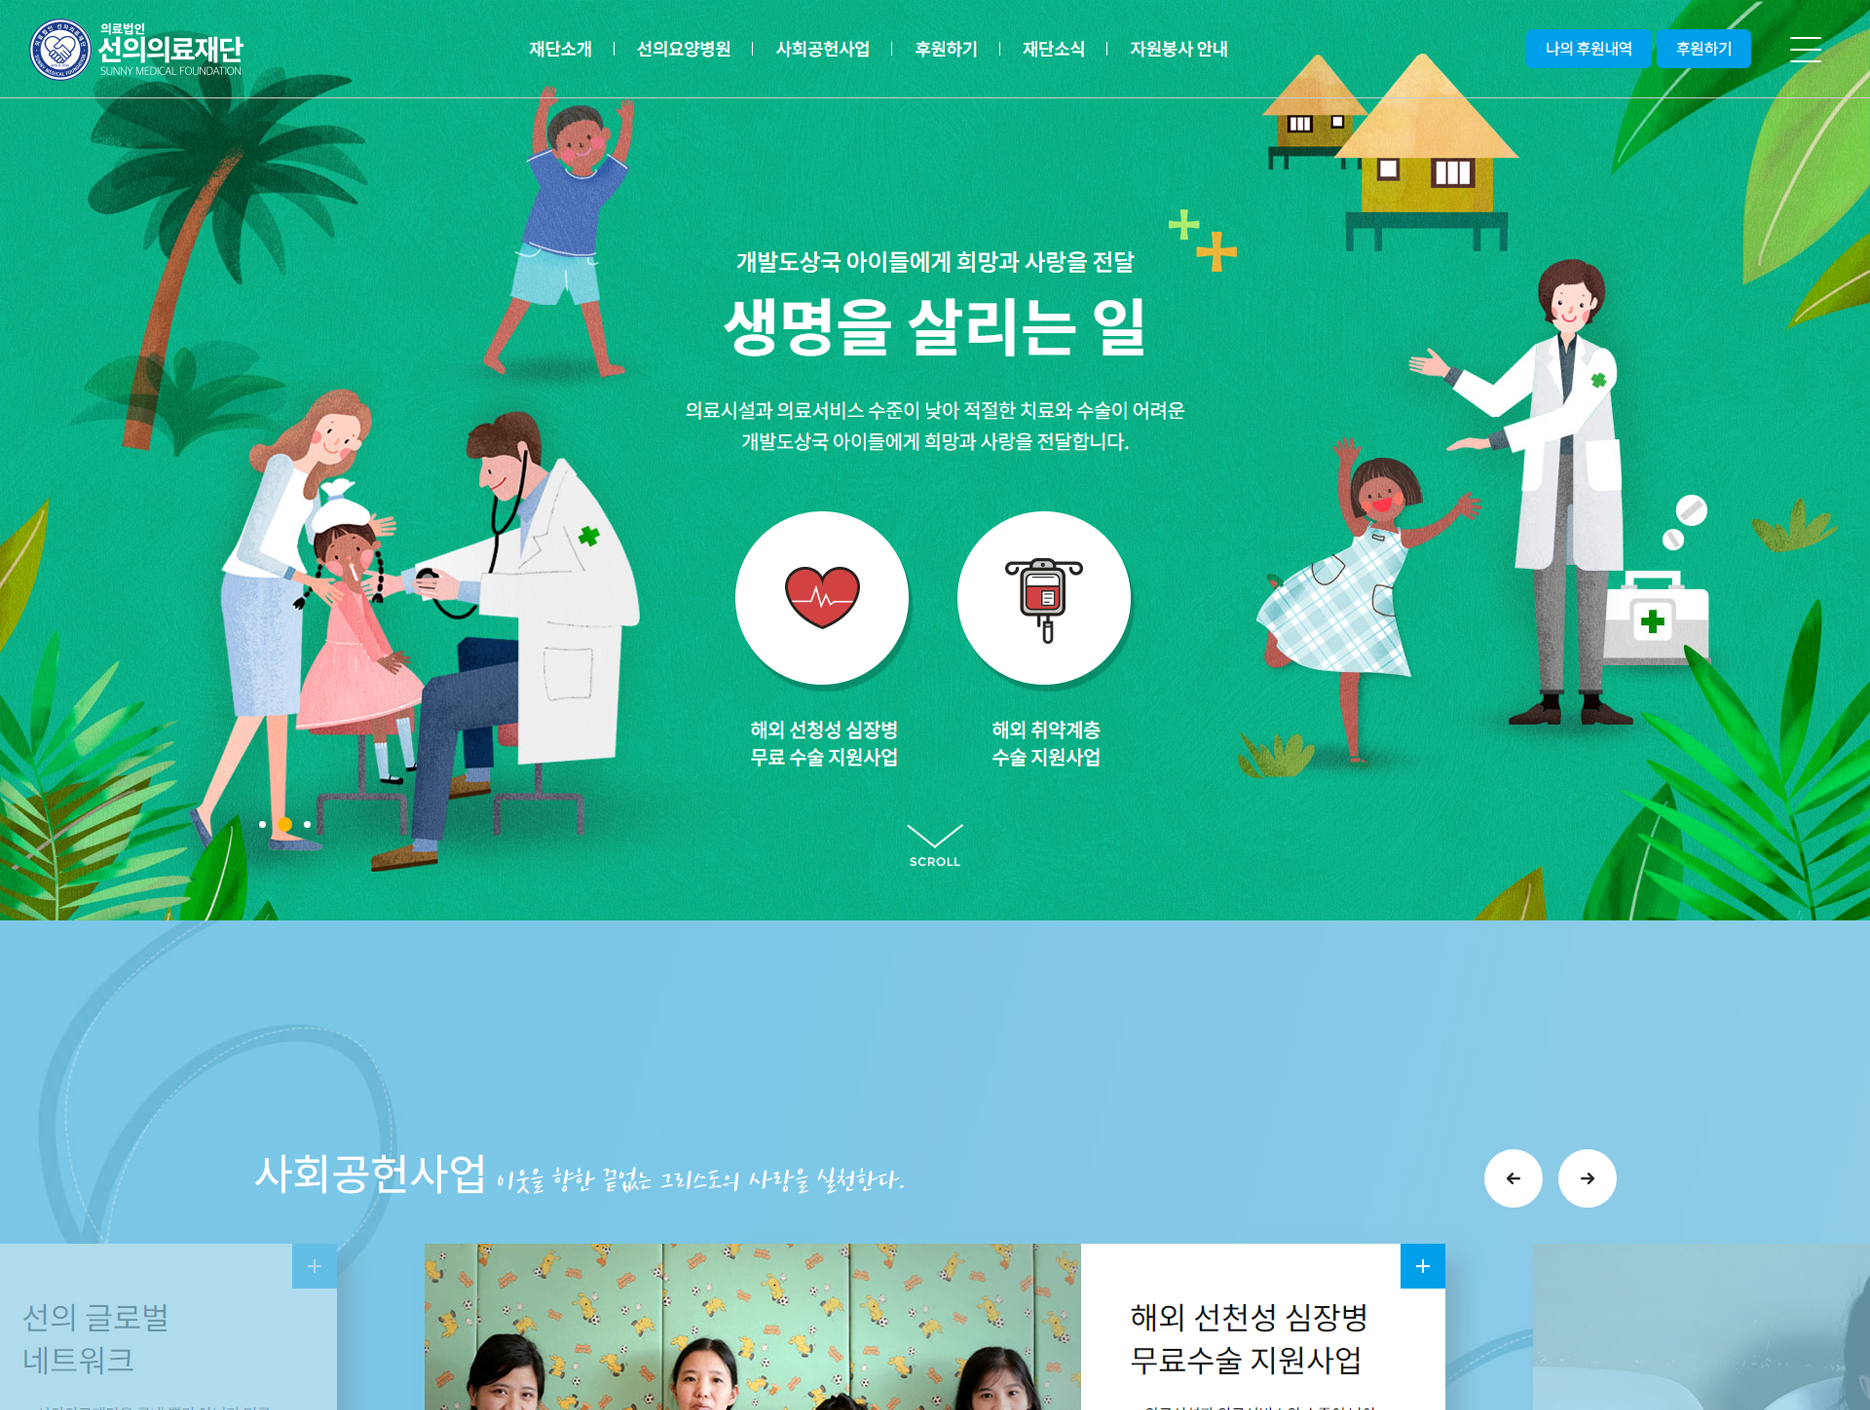 의료법인
선의의료재단
SUNNY MEDICAL FOUNDATION
재단소개
선의요양병원
사회공헌사업
후원하기
재단소식
자원봉사 안내
나의 후원내역
후원하기
개발도상국 아이들에게 희망과 사랑을 전달
생명을 살리는 일
의료시설과 의료서비스 수준이 낮아 적절한 치료와 수술이 어려운
개발도상국 아이들에게 희망과 사랑을 전달합니다.
해외 선청성 심장병
무료 수술 지원사업
해외 취약계층
수술 지원사업
SCROLL
사회공헌사업 이웃을 향한 끝없는 그리스도의 사랑을 실천한다.
선의 글로벌
네트워크
해외 선천성 심장병
무료수술 지원사업